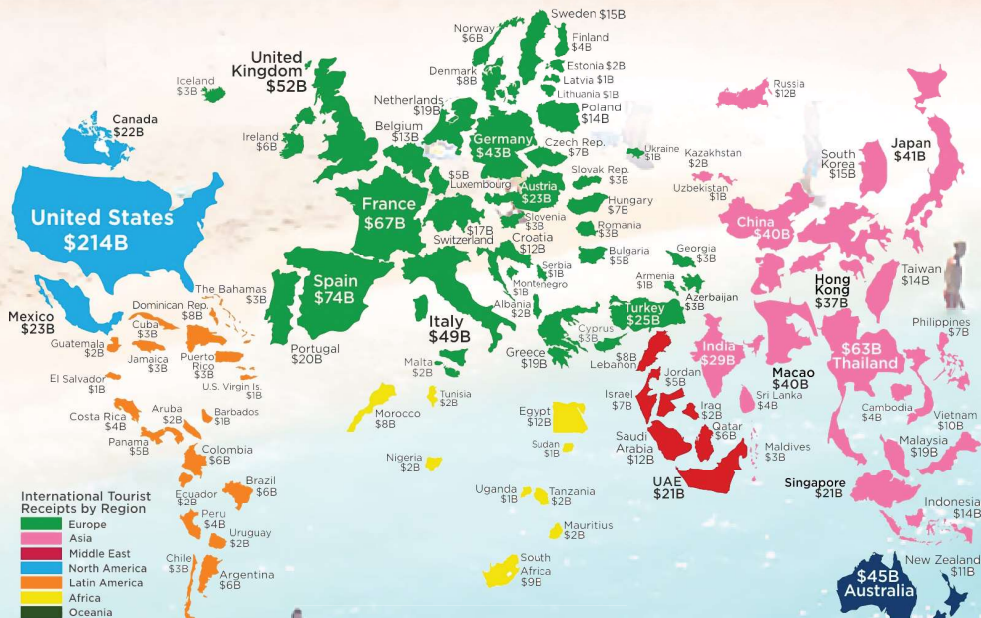 Sweden $15B
Norway
$6B
Finland
$4B
Estonia $2B
Latvia $1B
Lithuania $1B
Denmark
$8B
United
Kingdom
$52B
Iceland
$3B
Ireland
$6B
Netherlands
$19B
Belgium
$13B
Poland
$14B
Germany
$43B
Czech Rep.
$7B
Ukraine
$1B
$5B
Luxembourg
Austria
$23B
Slovak Rep.
$3B
Hungary
$7B
France
$67B
$17B
Switzerland
Slovenia
$3B
Croatia
$12B
Romania
$3B
Bulgaria
$5B
Serbia
$1B
Montenegro
$1B
Albania
$2B
Georgia
$3B
Armenia
$1B
Azerbaijan
$3B
Turkey
$25B
Spain
$74B
Portugal
$20B
Italy
$49B
Malta
$2B
Greece
$19B
Cyprus
$3B
Canada
$22B
United States
$214B
Mexico
$23B
The Bahamas
$3B
Dominican Rep.
$8B
Cuba
$3B
Guatemala
$2B
Jamaica
$3B
Puerto
Rico
$3B
U.S. Virgin Is.
$1B
El Salvador
$1B
Costa Rica
$4B
Aruba
$2B
Barbados
$1B
Panama
$5B
Colombia
$6B
Ecuador
$2B
Brazil
$6B
Peru
$4B
Uruguay
$2B
Chile
$3B
Argentina
$6B
Morocco
$8B
Tunisia
$2B
Egypt
$12B
Nigeria
$2B
Sudan
$1B
Uganda
$1B
Tanzania
$2B
Mauritius
$2B
South
Africa
$9B
$8B
Lebanon
Jordan
$5B
Israel
$7B
Iraq
$2B
Qatar
$6B
Saudi
Arabia
$12B
UAE
$21B
Russia
$12B
Kazakhstan
$2B
Uzbekistan
$1B
South
Korea
$15B
Japan
$41B
China
$40B
Hong
Kong
$37B
Taiwan
$14B
India
$29B
Macao
$40B
$63B
Thailand
Philippines
$7B
Sri Lanka
$4B
Cambodia
$4B
Vietnam
$10B
Maldives
$3B
Malaysia
$19B
Singapore
$21B
Indonesia
$14B
New Zealand
$11B
$45B
Australia
International Tourist
Receipts by Region
Europe
Asia
Middle East
North America
Latin America
Africa
Oceania